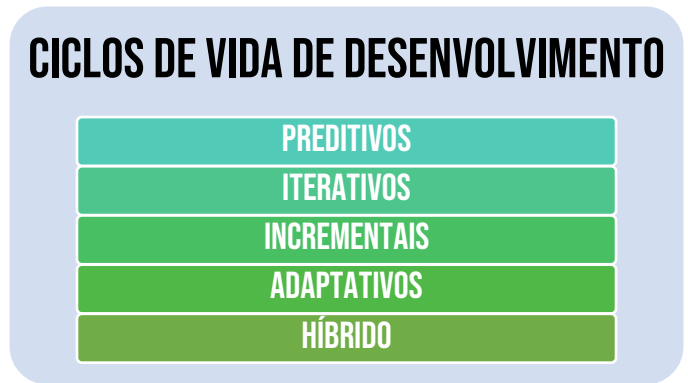 CICLOS DE VIDA DE DESENVOLVIMENTO
PREDITIVOS
ITERATIVOS
INCREMENTAIS
ADAPTATIVOS
HÍBRIDO